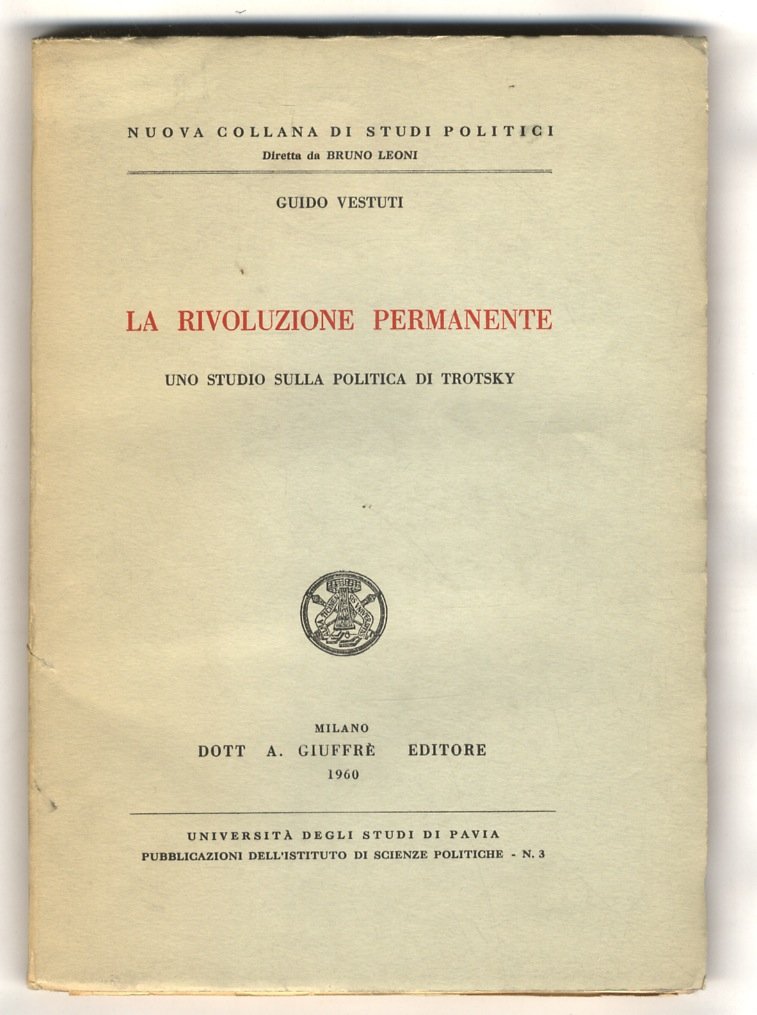 NUOVA COLLANA DI STUDI POLITICI
Diretta da BRUNO LEONI
GUIDO VESTUTI
LA RIVOLUZIONE PERMANENTE
UNO STUDIO SULLA POLITICA DI TROTSKY
MILANO
DOTT A. GIUFFRÈ EDITORE
1960
UNIVERSITÀ DEGLI STUDI DI PAVIA
PUBBLICAZIONI DELL'ISTITUTO DI SCIENZE POLITICHE - N. 3